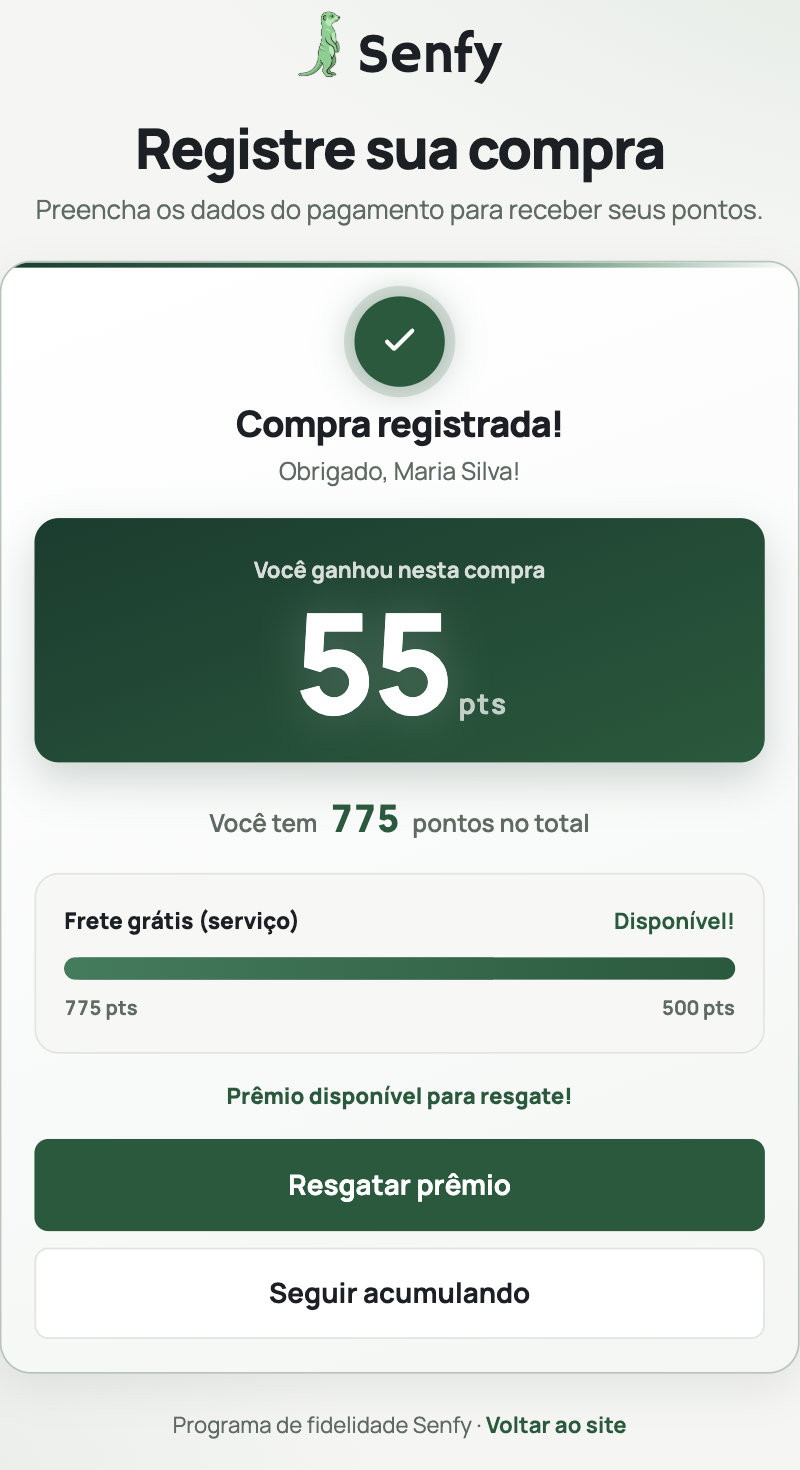 Senfy
Registre sua compra
Preencha os dados do pagamento para receber seus pontos.
Compra registrada!
Obrigado, Maria Silva!
Você ganhou nesta compra
55 pts
Você tem 775 pontos no total
Frete grátis (serviço) Disponível!
775 pts 500 pts
Prêmio disponível para resgate!
Resgatar prêmio
Seguir acumulando
Programa de fidelidade Senfy · Voltar ao site